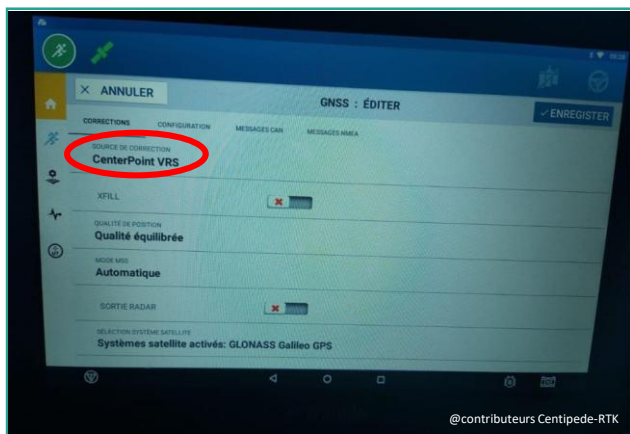 ANNULER
GNSS : ÉDITER
ENREGISTER
CORRECTIONS
CONFIGURATION
MESSAGES CAN
MESSAGES NMEA
SOURCE DE CORRECTION
CenterPoint VRS
XFILL
QUALITÉ DE POSITION
Qualité équilibrée
MODE MSD
Automatique
SORTIE RADAR
SÉLECTION SYSTÈME SATELLITE
Systèmes satellite activés: GLONASS Galileo GPS
@contributeurs Centipede-RTK